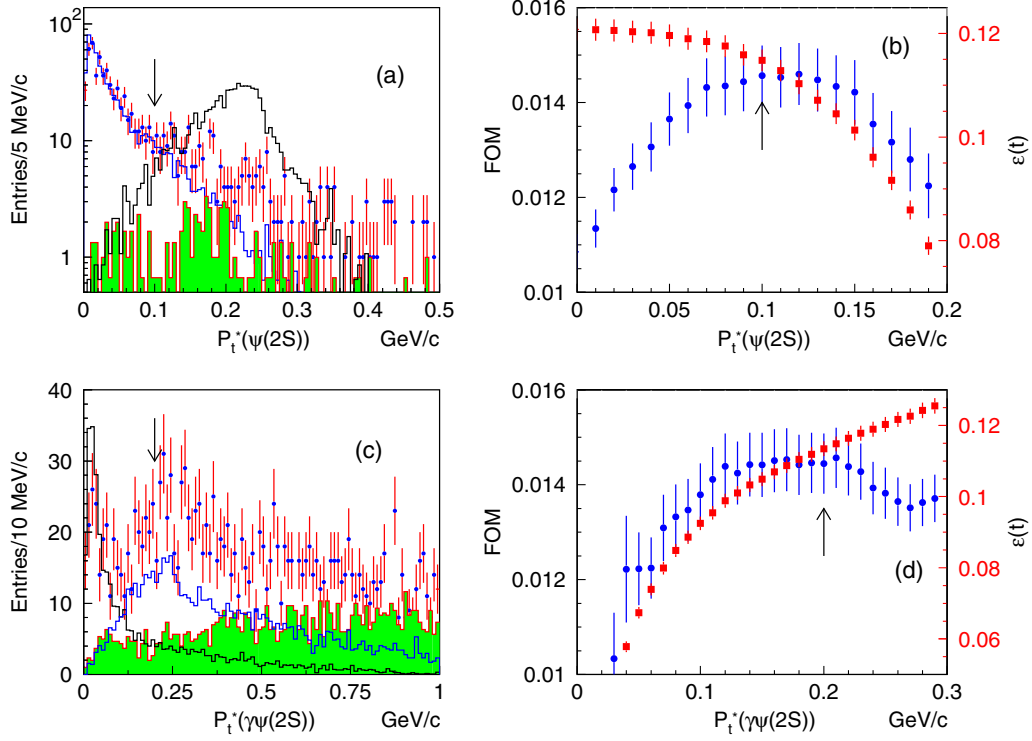 10²
10
1
Entries/5 MeV/c
(a)
0 0.1 0.2 0.3 0.4 0.5
P*t(ψ(2S)) GeV/c
0.016
0.014
0.012
0.01
FOM
(b)
0.12
0.1
0.08
ε(t)
0 0.05 0.1 0.15 0.2
P*t(ψ(2S)) GeV/c
40
30
20
10
0
Entries/10 MeV/c
(c)
0 0.25 0.5 0.75 1
P*t(γψ(2S)) GeV/c
0.016
0.014
0.012
0.01
FOM
(d)
0.12
0.1
0.08
0.06
ε(t)
0 0.1 0.2 0.3
P*t(γψ(2S)) GeV/c